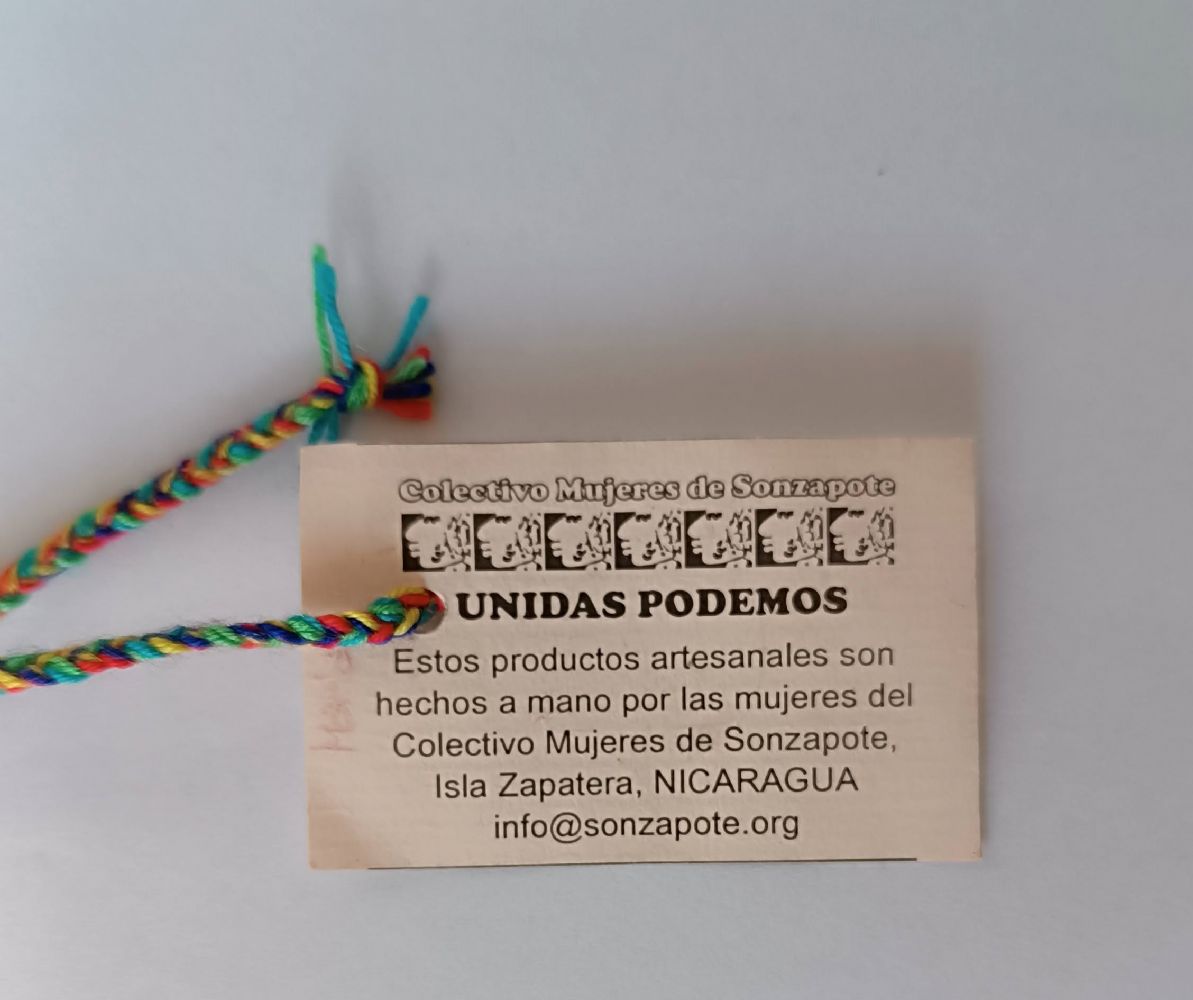 Colectivo Mujeres de Sonzapote
UNIDAS PODEMOS
Estos productos artesanales son
hechos a mano por las mujeres del
Colectivo Mujeres de Sonzapote,
Isla Zapatera, NICARAGUA
info@sonzapote.org